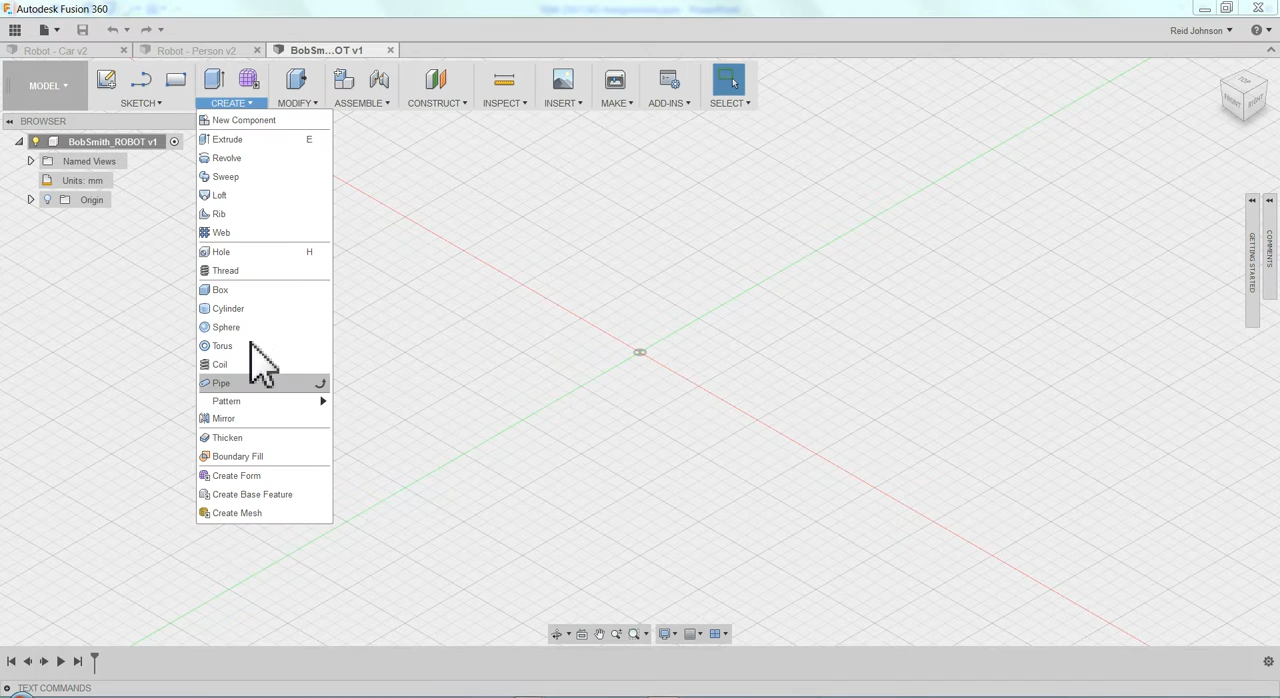 Autodesk Fusion 360
Reid Johnson
Robot - Car v2
Robot - Person v2
BobSm...OT v1
MODEL
SKETCH
CREATE
MODIFY
ASSEMBLE
CONSTRUCT
INSPECT
INSERT
MAKE
ADD-INS
SELECT
BROWSER
BobSmith_ROBOT v1
Named Views
Units: mm
Origin
New Component
Extrude E
Revolve
Sweep
Loft
Rib
Web
Hole H
Thread
Box
Cylinder
Sphere
Torus
Coil
Pipe
Pattern
Mirror
Thicken
Boundary Fill
Create Form
Create Base Feature
Create Mesh
TOP
FRONT
RIGHT
GETTING STARTED
COMMENTS
TEXT COMMANDS